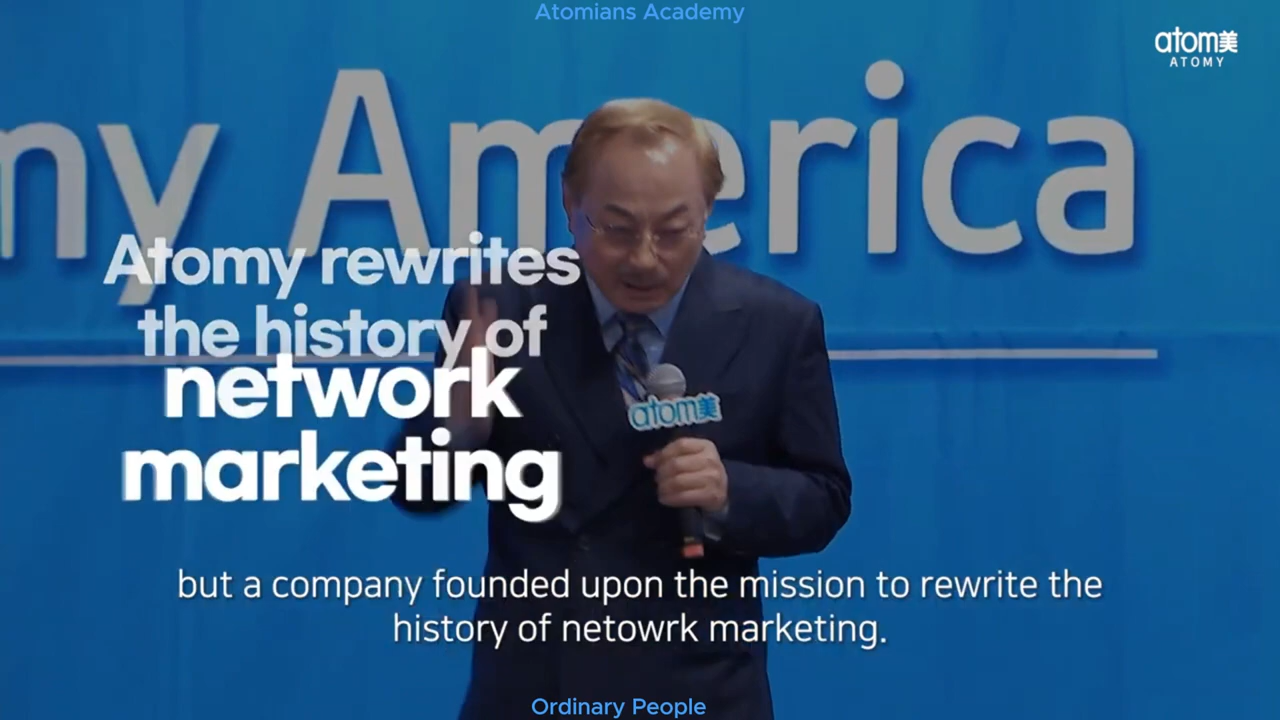 Atomians Academy
atom美
ATOMY
my America
Atomy rewrites
the history of
network
marketing
atom美
but a company founded upon the mission to rewrite the
history of netowrk marketing.
Ordinary People